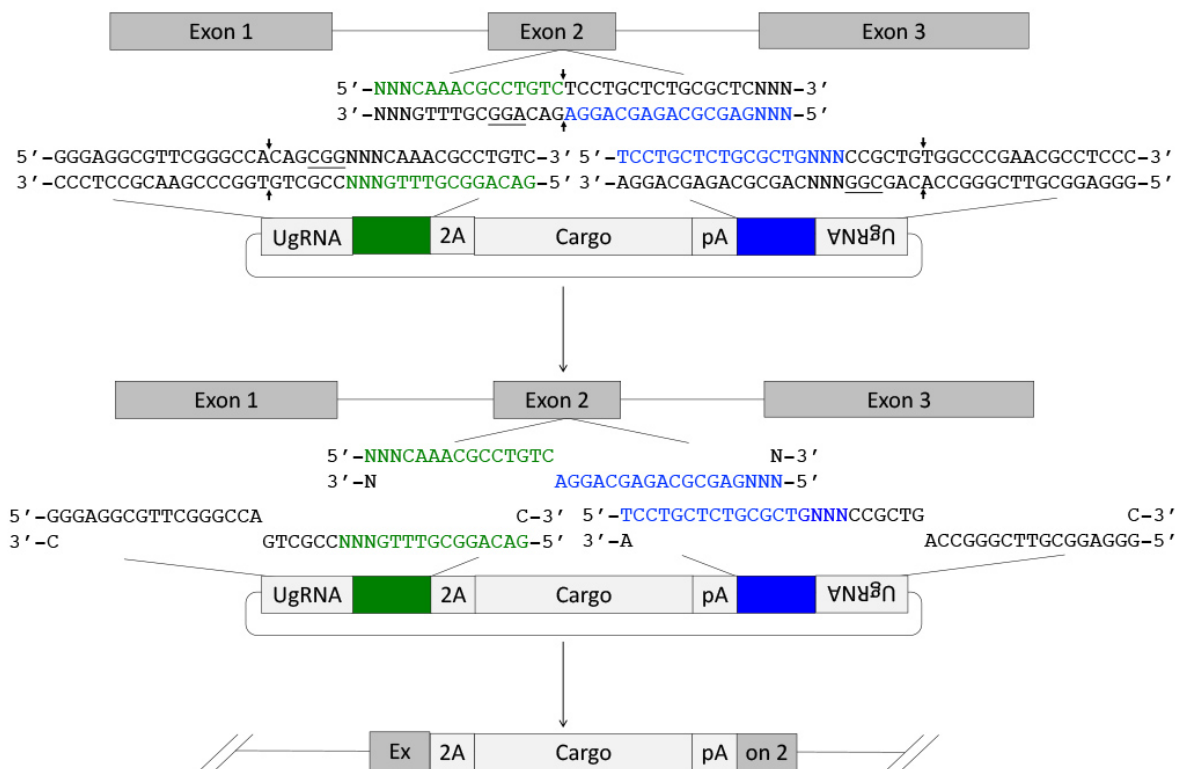 Exon 1 Exon 2 Exon 3
5′-NNNCAAACGCCTGTCTCCTGCTCTGCGCTCNNN-3′
3′-NNNGTTTGCGGACAGAGGACGAGACGCGAGNNN-5′
5′-GGGAGGCGTTCGGGCCACAGCGGNNNCAAACGCCTGTC-3′ 5′-TCCTGCTCTGCGCTGNNNCCGCTGTGGCCCGAACGCCTCCC-3′
3′-CCCTCCGCAAGCCCGGTGTCGCCNNNGTTTGCGGACAG-5′ 3′-AGGACGAGACGCGACNNNGGCGACACCGGGCTTGCGGAGGG-5′
UgRNA 2A Cargo pA UgRNA
Exon 1 Exon 2 Exon 3
5′-NNNCAAACGCCTGTC N-3′
3′-N AGGACGAGACGCGAGNNN-5′
5′-GGGAGGCGTTCGGGCCA C-3′ 5′-TCCTGCTCTGCGCTGNNNCCGCTG C-3′
3′-C GTCGCCNNNGTTTGCGGACAG-5′ 3′-A ACCGGGCTTGCGGAGGG-5′
UgRNA 2A Cargo pA UgRNA
Ex 2A Cargo pA on 2